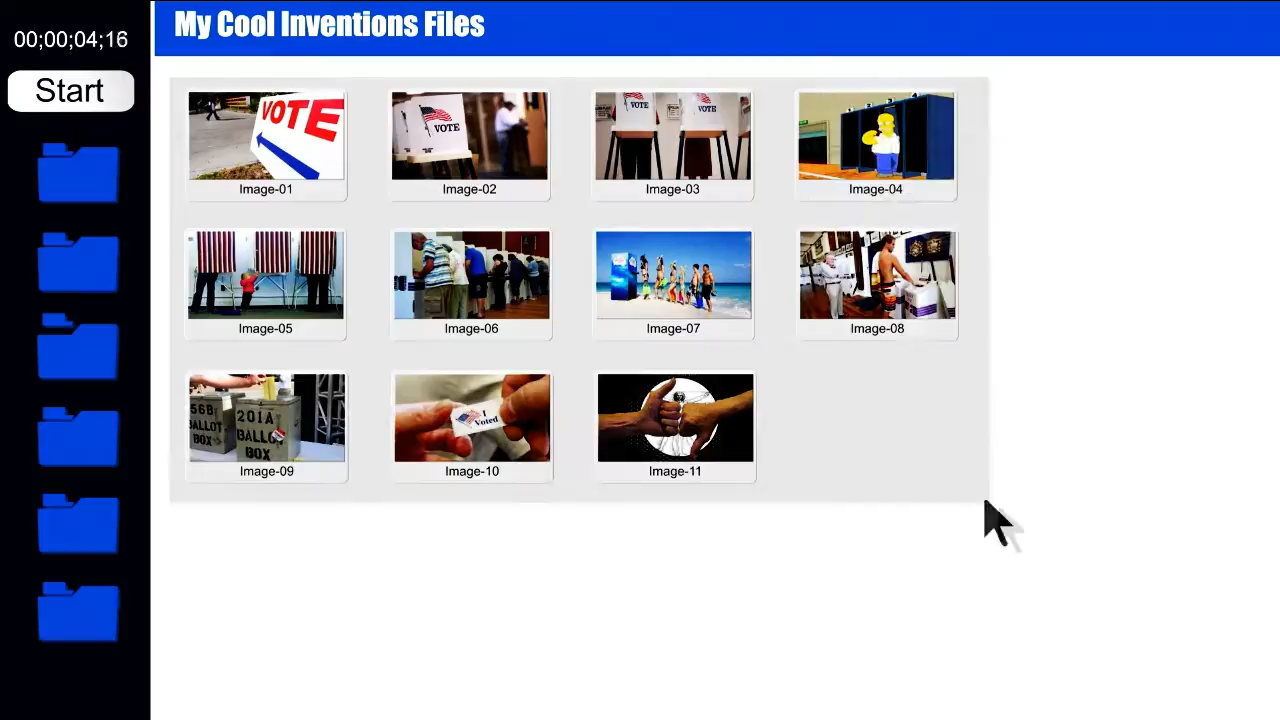 My Cool Inventions Files
00;00;04;16
Start
VOTE
VOTE
VOTE
VOTE
Image-01
Image-02
Image-03
Image-04
Image-05
Image-06
Image-07
Image-08
56B
BALLOT
BOX
201A
BALLOT
BOX
I
Voted
Image-09
Image-10
Image-11